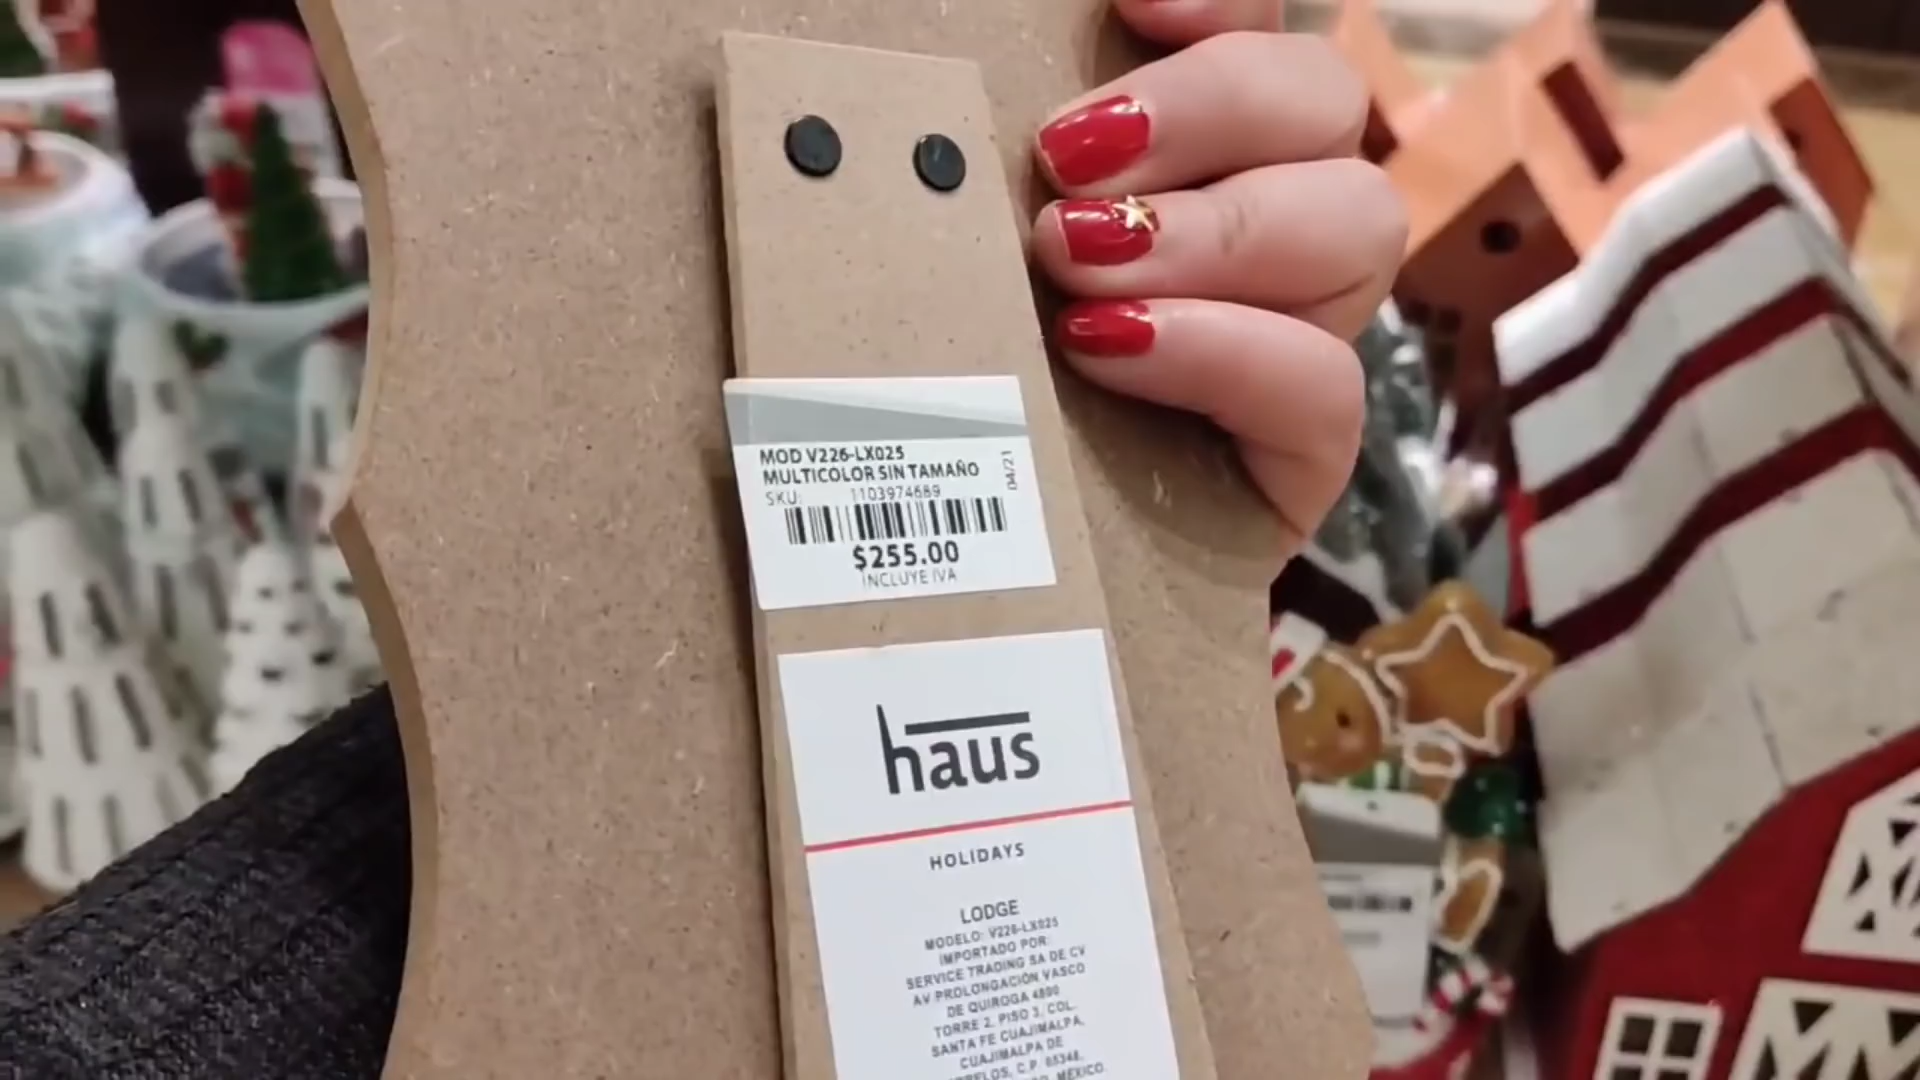 MOD V226-LX025
MULTICOLOR SIN TAMAÑO
04/21
SKU: 1103974689
$255.00
INCLUYE IVA
haus
HOLIDAYS
LODGE
MODELO: V226-LX025
IMPORTADO POR:
SERVICE TRADING SA DE CV
AV PROLONGACIÓN VASCO
DE QUIROGA 4800
TORRE 2, PISO 3, COL.
SANTA FE CUAJIMALPA,
CUAJIMALPA DE
C.P. 05348,
MÉXICO.